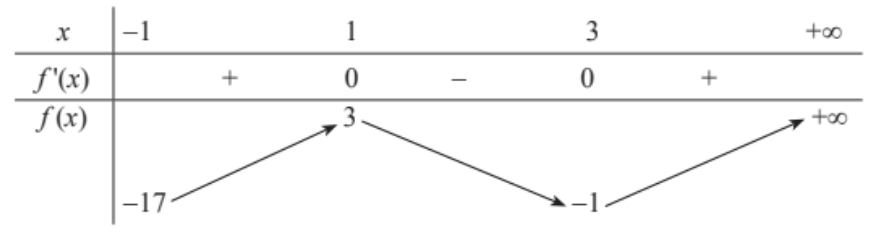 x −1 1 3 +∞
f'(x) + 0 − 0 +
f(x) 3 +∞
−17 −1